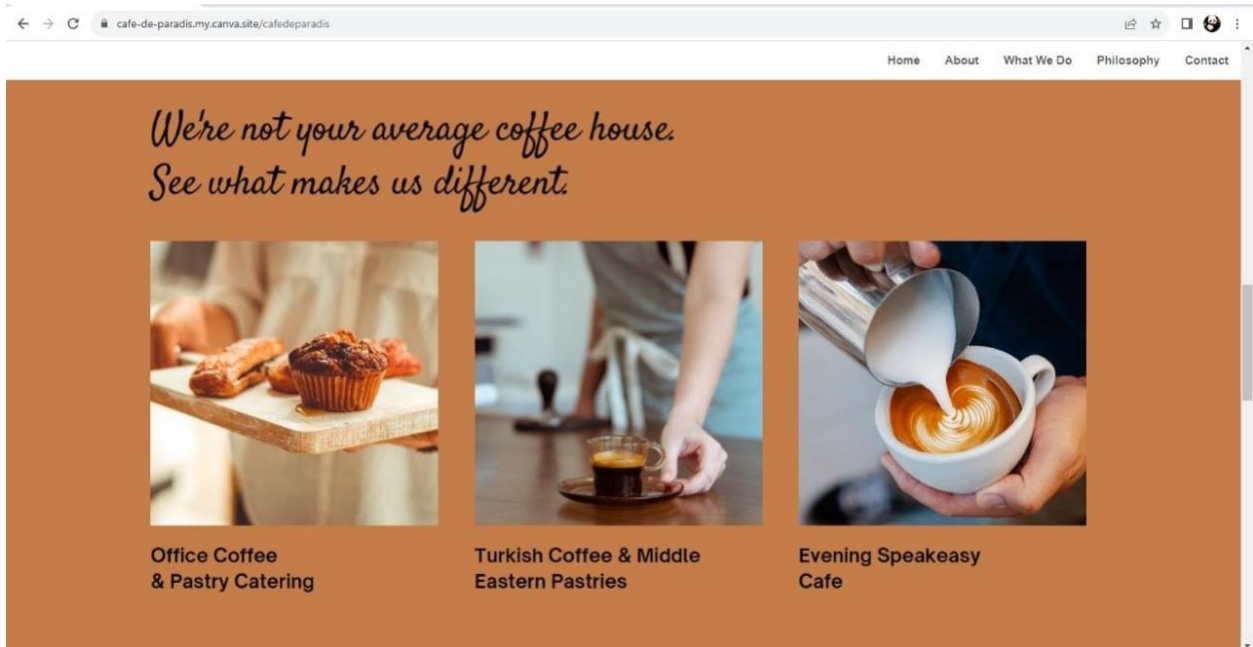 cafe-de-paradis.my.canva.site/cafedeparadis
Home About What We Do Philosophy Contact
We're not your average coffee house.
See what makes us different.
Office Coffee
& Pastry Catering
Turkish Coffee & Middle
Eastern Pastries
Evening Speakeasy
Cafe